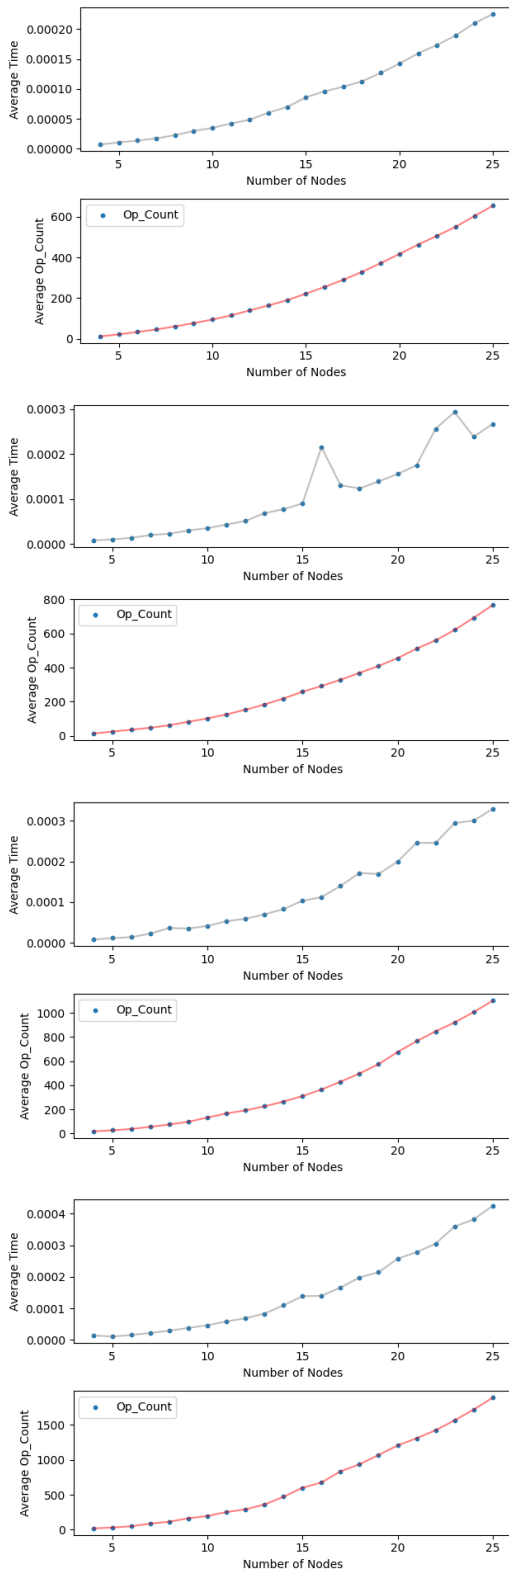 0.00020
0.00015
0.00010
0.00005
0.00000
Average Time
5 10 15 20 25
Number of Nodes
Op_Count
600
400
200
0
Average Op_Count
5 10 15 20 25
Number of Nodes
0.0003
0.0002
0.0001
0.0000
Average Time
5 10 15 20 25
Number of Nodes
Op_Count
800
600
400
200
0
Average Op_Count
5 10 15 20 25
Number of Nodes
0.0003
0.0002
0.0001
0.0000
Average Time
5 10 15 20 25
Number of Nodes
Op_Count
1000
800
600
400
200
0
Average Op_Count
5 10 15 20 25
Number of Nodes
0.0004
0.0003
0.0002
0.0001
0.0000
Average Time
5 10 15 20 25
Number of Nodes
Op_Count
1500
1000
500
0
Average Op_Count
5 10 15 20 25
Number of Nodes